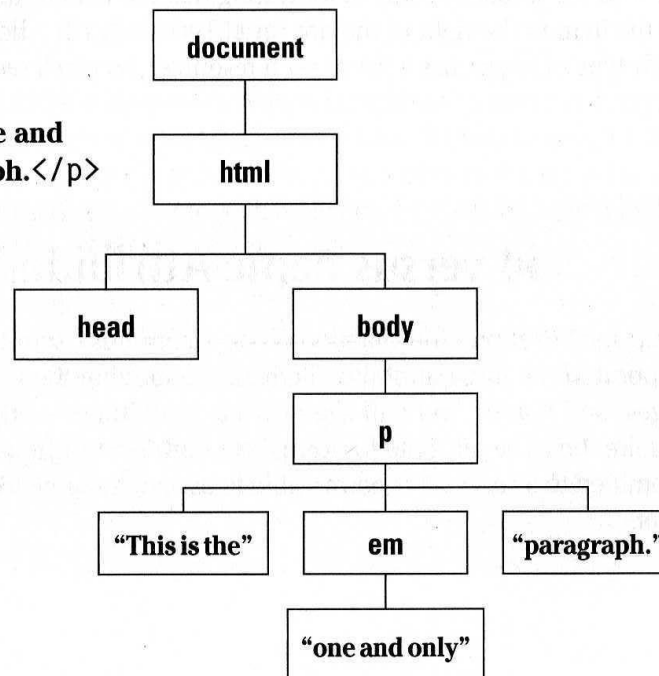 document
e and
ph.</p>
html
head
body
p
“This is the”
em
“paragraph.”
“one and only”